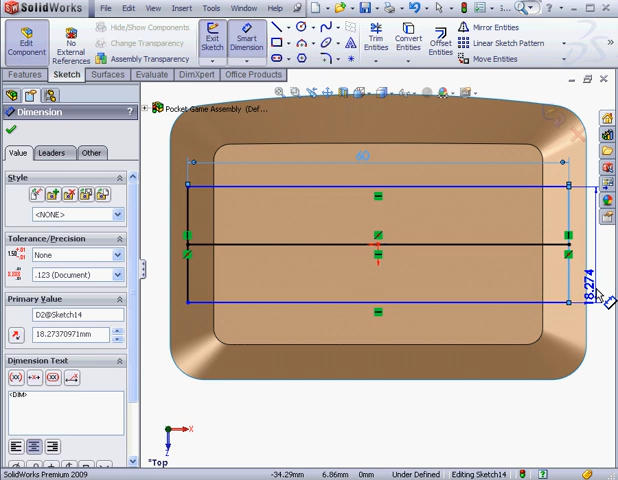 SolidWorks File Edit View Insert Tools Window Help
Edit Component
No External References
Hide/Show Components
Change Transparency
Assembly Transparency
Exit Sketch
Smart Dimension
Trim Entities
Convert Entities
Offset Entities
Mirror Entities
Linear Sketch Pattern
Move Entities
Features Sketch Surfaces Evaluate DimXpert Office Products
Pocket Game Assembly (Def...
Dimension ?
Value Leaders Other
Style
<NONE>
Tolerance/Precision
None
.123 (Document)
Primary Value
D2@Sketch14
18.27370971mm
Dimension Text
<DIM>
60
18.274
X
Z
*Top
SolidWorks Premium 2009 -34.29mm 6.86mm 0mm Under Defined Editing Sketch14